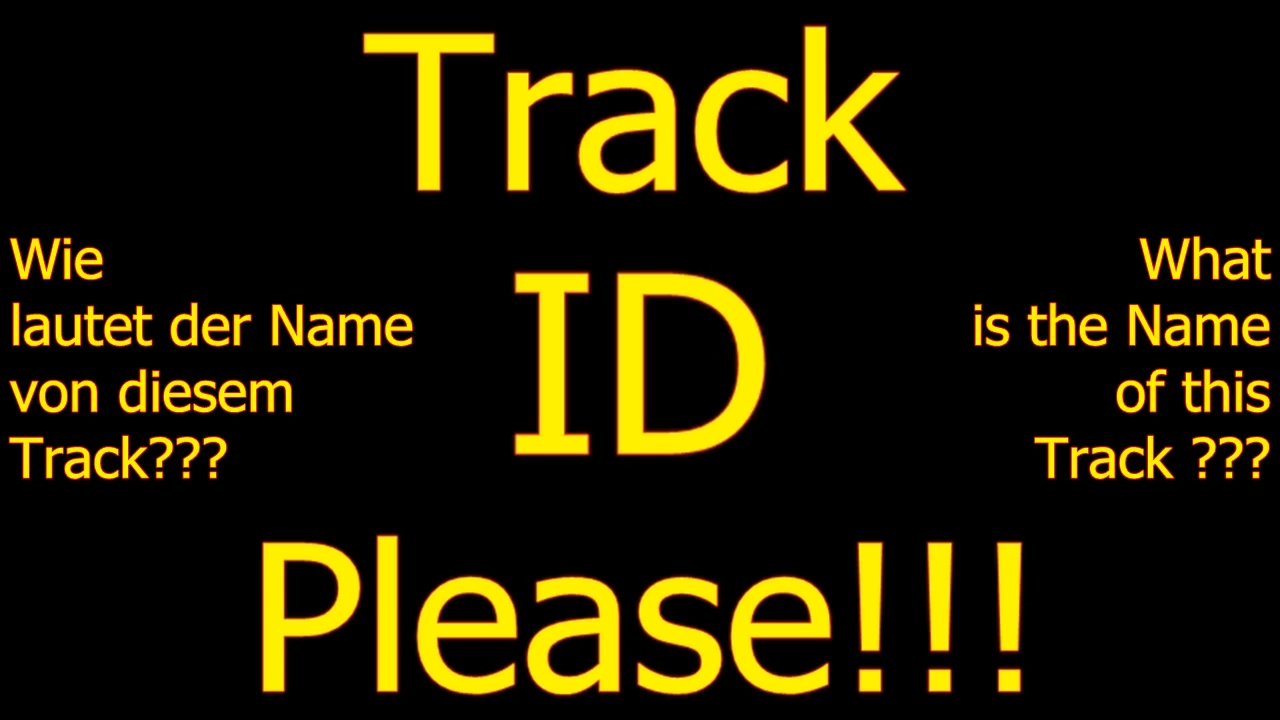 Track
ID
Please!!!
Wie
lautet der Name
von diesem
Track???
What
is the Name
of this
Track ???